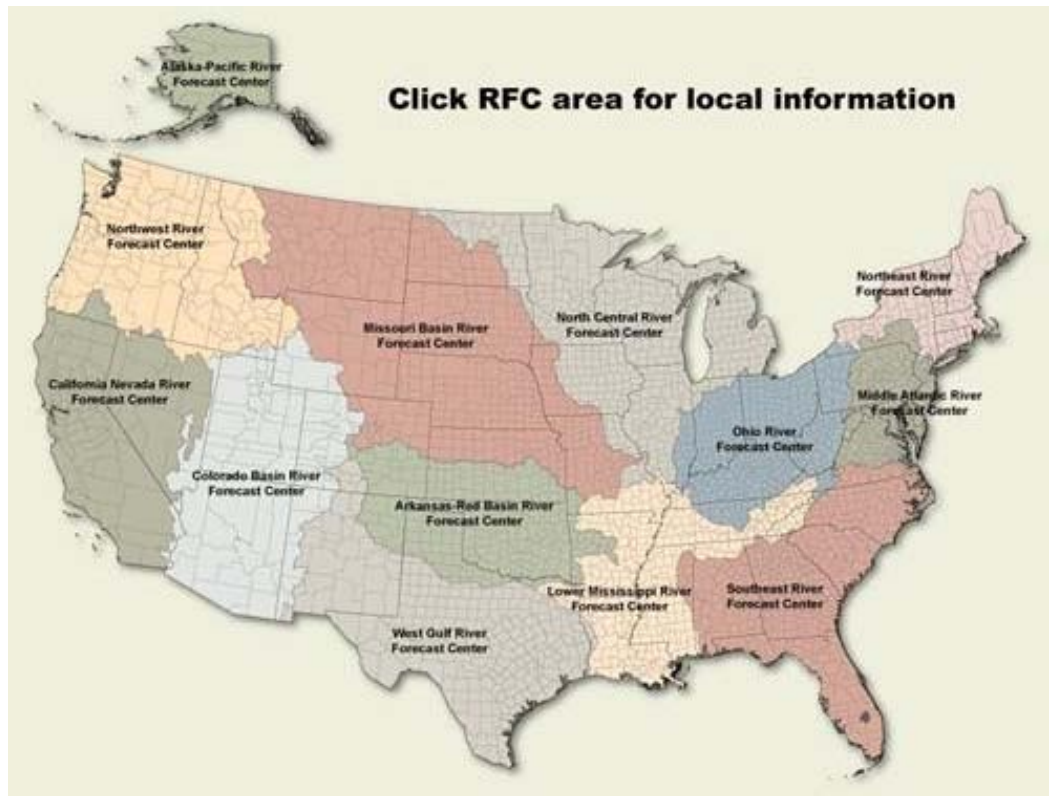 Alaska-Pacific River
Forecast Center
Click RFC area for local information
Northwest River
Forecast Center
Northeast River
Forecast Center
North Central River
Forecast Center
Missouri Basin River
Forecast Center
California Nevada River
Forecast Center
Middle Atlantic River
Forecast Center
Ohio River
Forecast Center
Colorado Basin River
Forecast Center
Arkansas-Red Basin River
Forecast Center
Lower Mississippi River
Forecast Center
Southeast River
Forecast Center
West Gulf River
Forecast Center